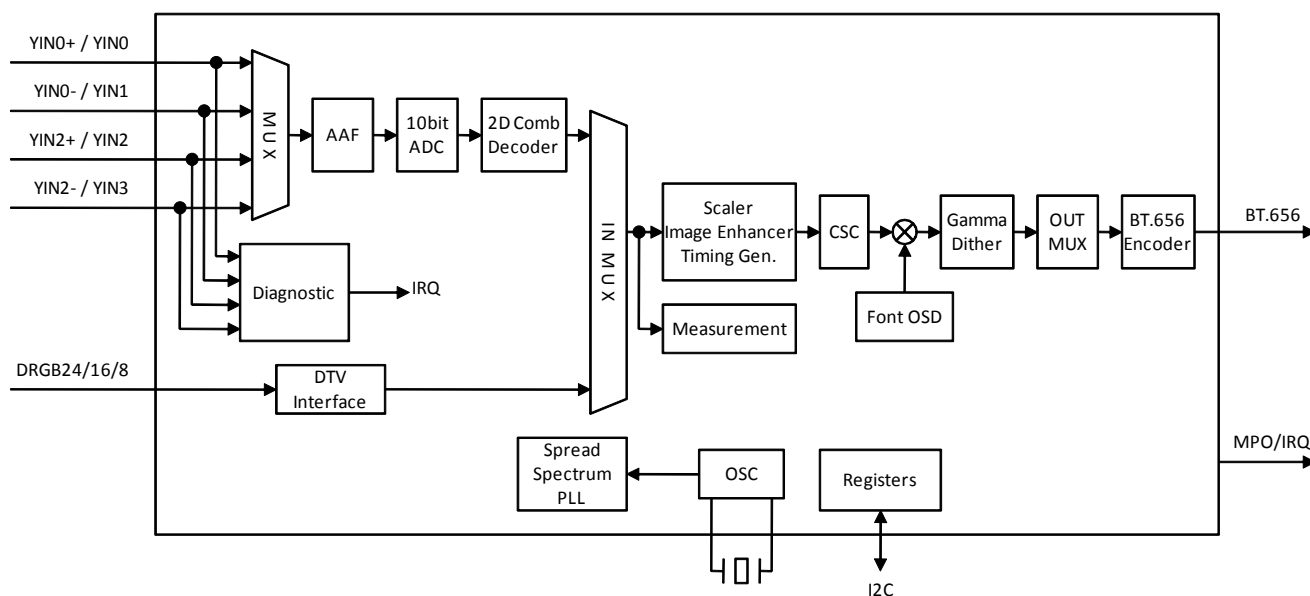 YIN0+ / YIN0
YIN0- / YIN1
YIN2+ / YIN2
YIN2- / YIN3
MUX
AAF
10bit
ADC
2D Comb
Decoder
IN MUX
Scaler
Image Enhancer
Timing Gen.
CSC
Gamma
Dither
OUT
MUX
BT.656
Encoder
BT.656
Diagnostic
IRQ
Measurement
Font OSD
DRGB24/16/8
DTV
Interface
Spread
Spectrum
PLL
OSC
Registers
MPO/IRQ
I2C